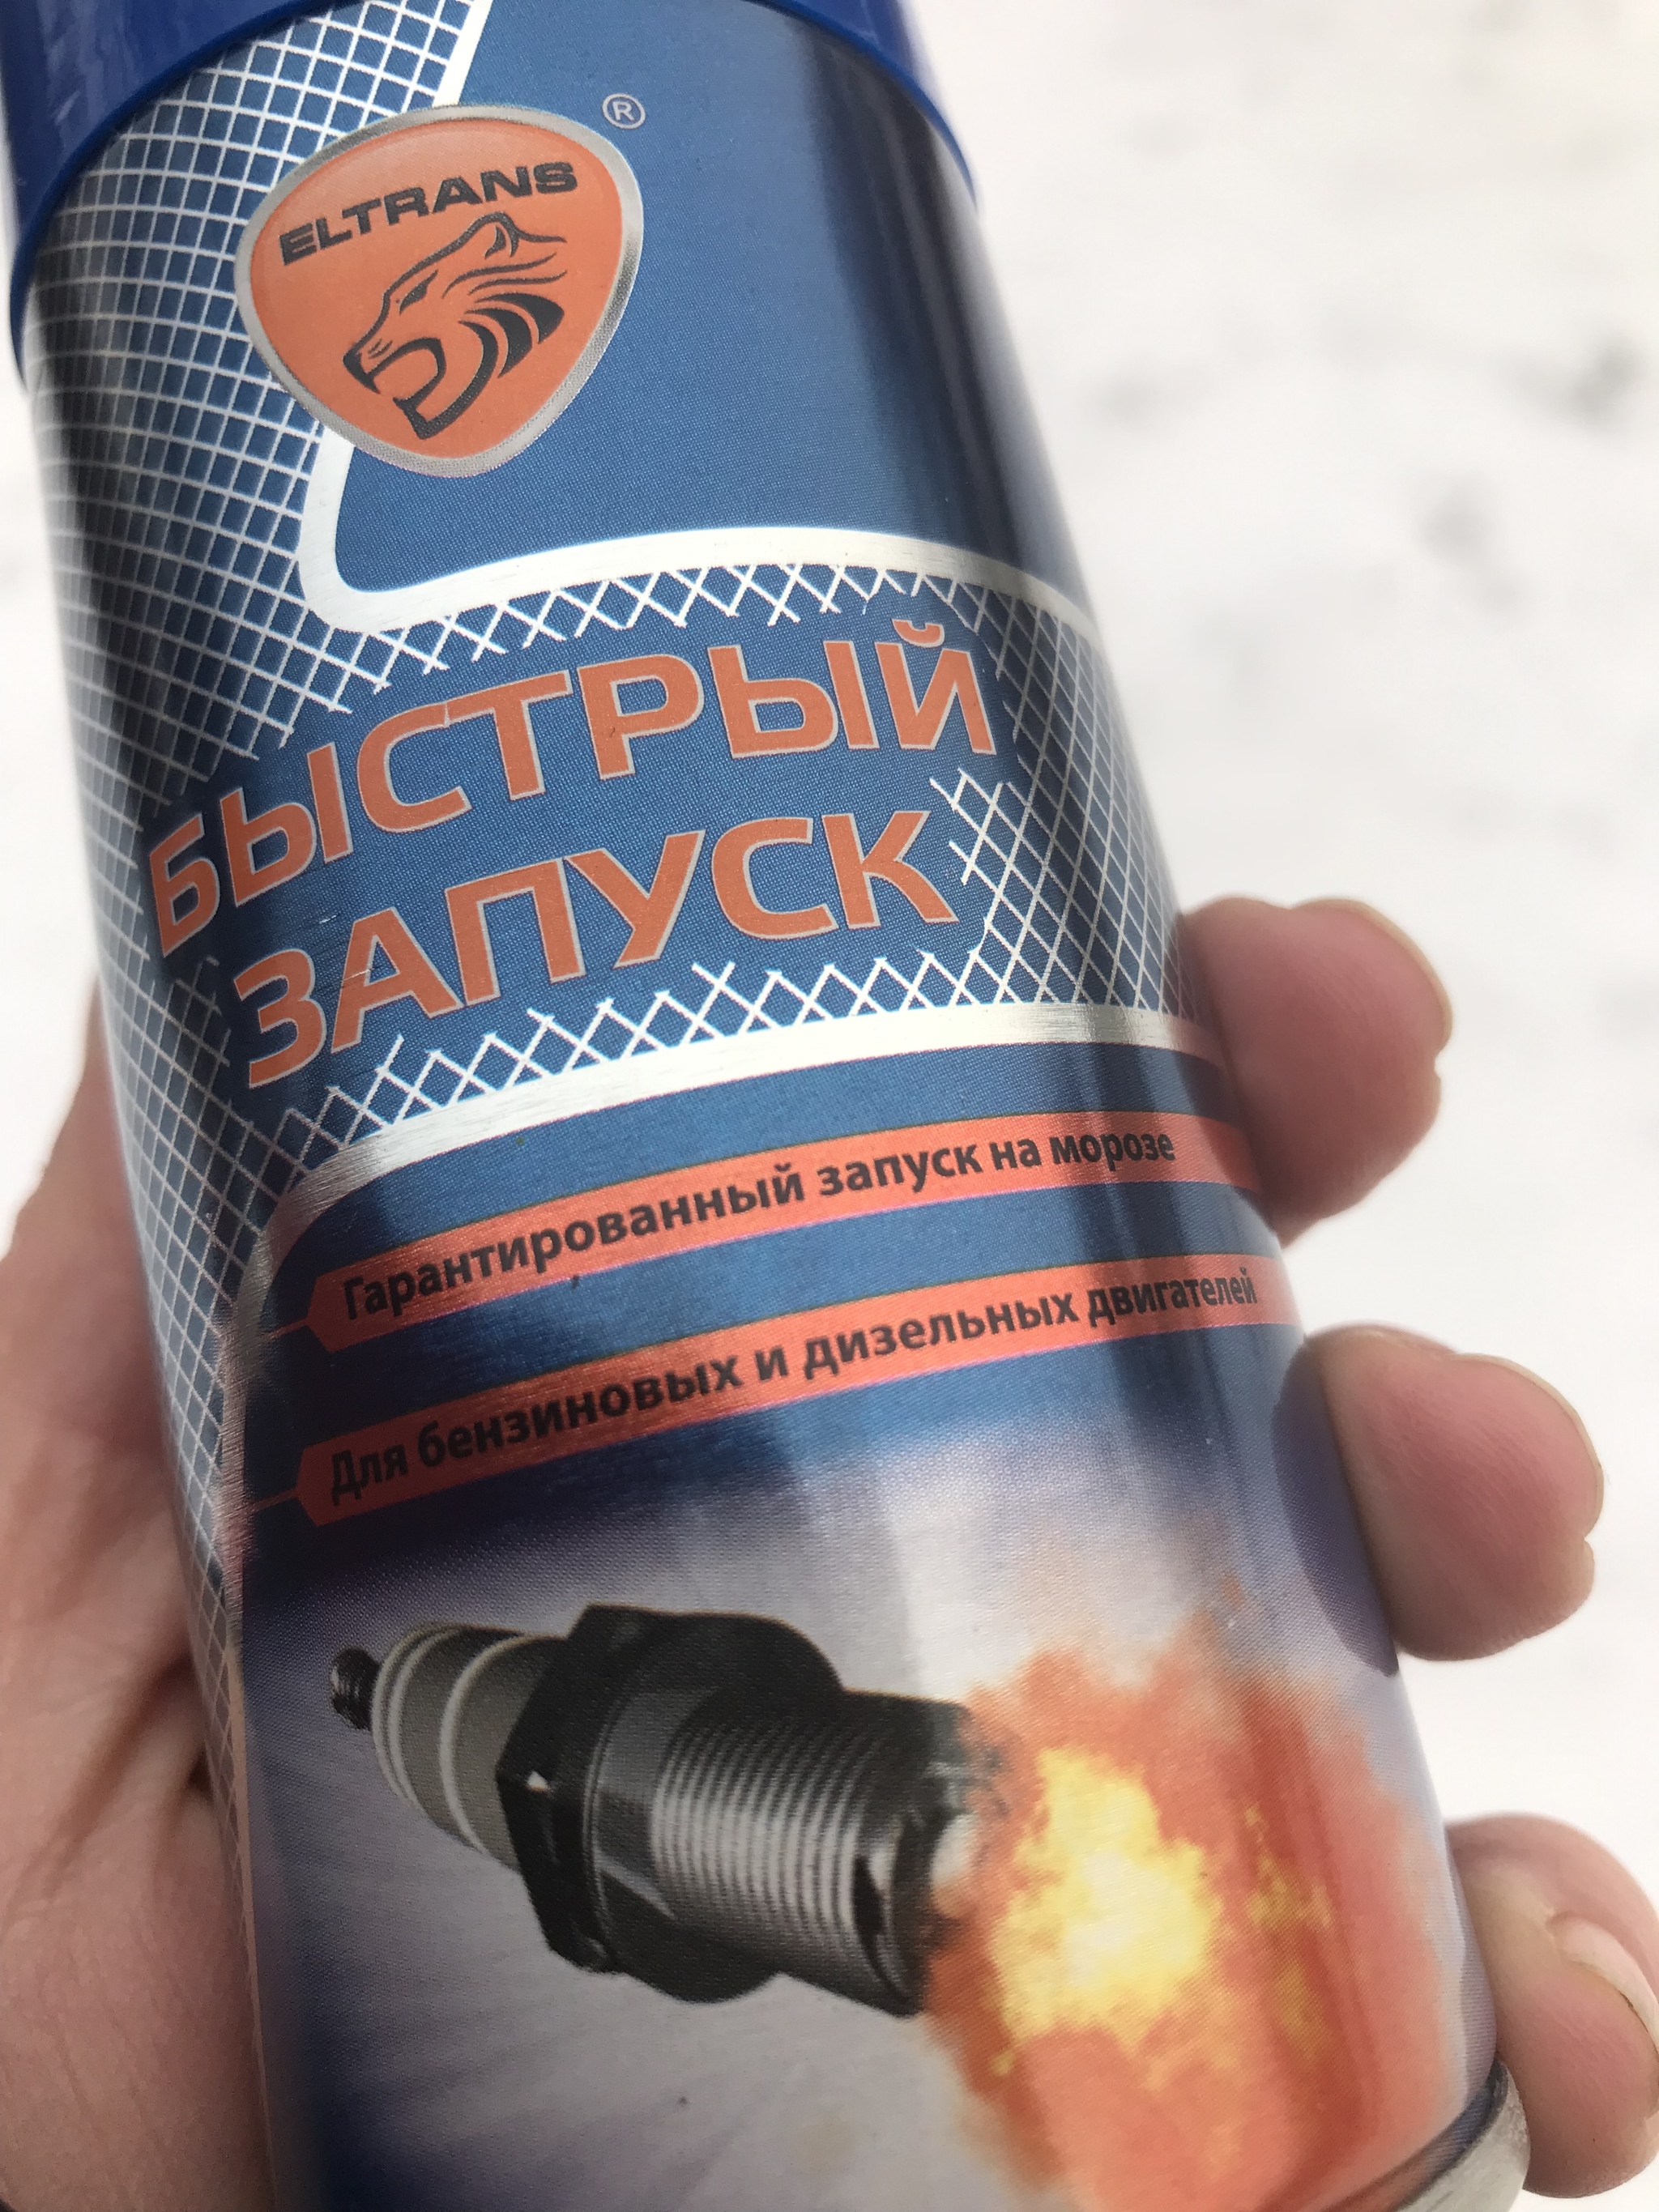 ®
ELTRANS
БЫСТРЫЙ
ЗАПУСК
Гарантированный запуск на морозе
Для бензиновых и дизельных двигателей